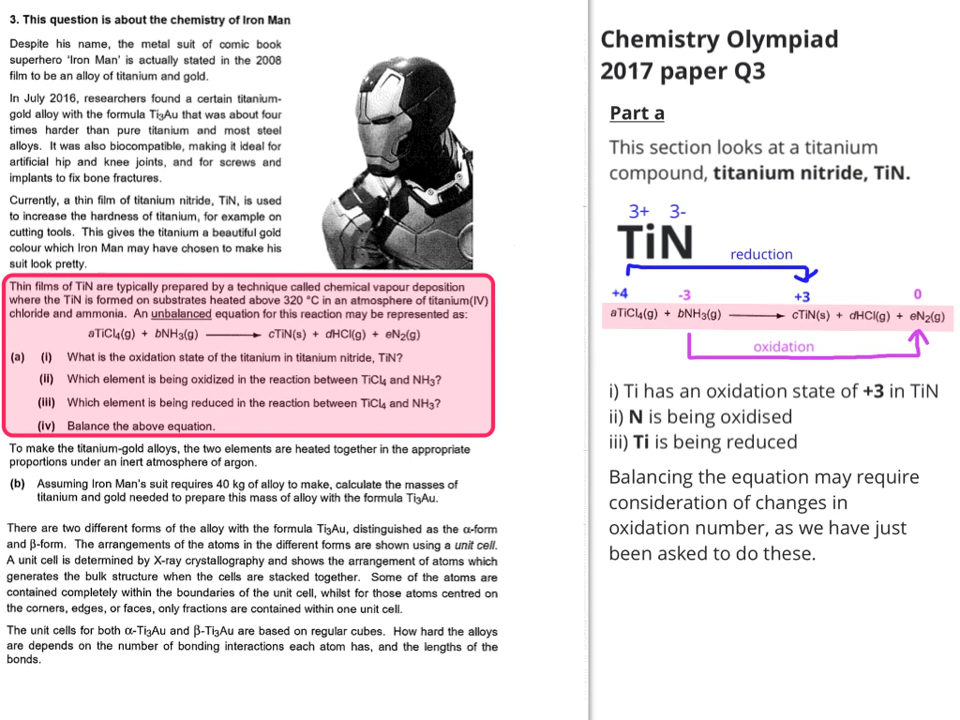 3. This question is about the chemistry of Iron Man
Despite his name, the metal suit of comic book
superhero 'Iron Man' is actually stated in the 2008
film to be an alloy of titanium and gold.
In July 2016, researchers found a certain titanium-
gold alloy with the formula Ti₃Au that was about four
times harder than pure titanium and most steel
alloys. It was also biocompatible, making it ideal for
artificial hip and knee joints, and for screws and
implants to fix bone fractures.
Currently, a thin film of titanium nitride, TiN, is used
to increase the hardness of titanium, for example on
cutting tools. This gives the titanium a beautiful gold
colour which Iron Man may have chosen to make his
suit look pretty.
Thin films of TiN are typically prepared by a technique called chemical vapour deposition
where the TiN is formed on substrates heated above 320 °C in an atmosphere of titanium(IV)
chloride and ammonia. An unbalanced equation for this reaction may be represented as:
aTiCl₄(g) + bNH₃(g) ⟶ cTiN(s) + dHCl(g) + eN₂(g)
(a) (i) What is the oxidation state of the titanium in titanium nitride, TiN?
(ii) Which element is being oxidized in the reaction between TiCl₄ and NH₃?
(iii) Which element is being reduced in the reaction between TiCl₄ and NH₃?
(iv) Balance the above equation.
To make the titanium-gold alloys, the two elements are heated together in the appropriate
proportions under an inert atmosphere of argon.
(b) Assuming Iron Man's suit requires 40 kg of alloy to make, calculate the masses of
titanium and gold needed to prepare this mass of alloy with the formula Ti₃Au.
There are two different forms of the alloy with the formula Ti₃Au, distinguished as the α-form
and β-form. The arrangements of the atoms in the different forms are shown using a unit cell.
A unit cell is determined by X-ray crystallography and shows the arrangement of atoms which
generates the bulk structure when the cells are stacked together. Some of the atoms are
contained completely within the boundaries of the unit cell, whilst for those atoms centred on
the corners, edges, or faces, only fractions are contained within one unit cell.
The unit cells for both α-Ti₃Au and β-Ti₃Au are based on regular cubes. How hard the alloys
are depends on the number of bonding interactions each atom has, and the lengths of the
bonds.
Chemistry Olympiad
2017 paper Q3
Part a
This section looks at a titanium
compound, titanium nitride, TiN.
3+ 3-
TiN
reduction
+4 -3 +3 0
aTiCl₄(g) + bNH₃(g) ⟶ cTiN(s) + dHCl(g) + eN₂(g)
oxidation
i) Ti has an oxidation state of +3 in TiN
ii) N is being oxidised
iii) Ti is being reduced
Balancing the equation may require
consideration of changes in
oxidation number, as we have just
been asked to do these.